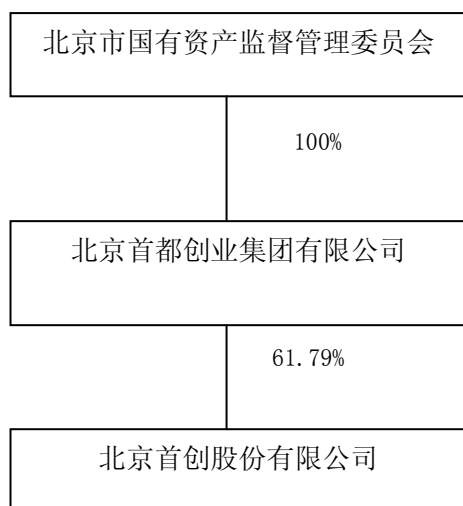 北京市国有资产监督管理委员会
100%
北京首都创业集团有限公司
61.79%
北京首创股份有限公司